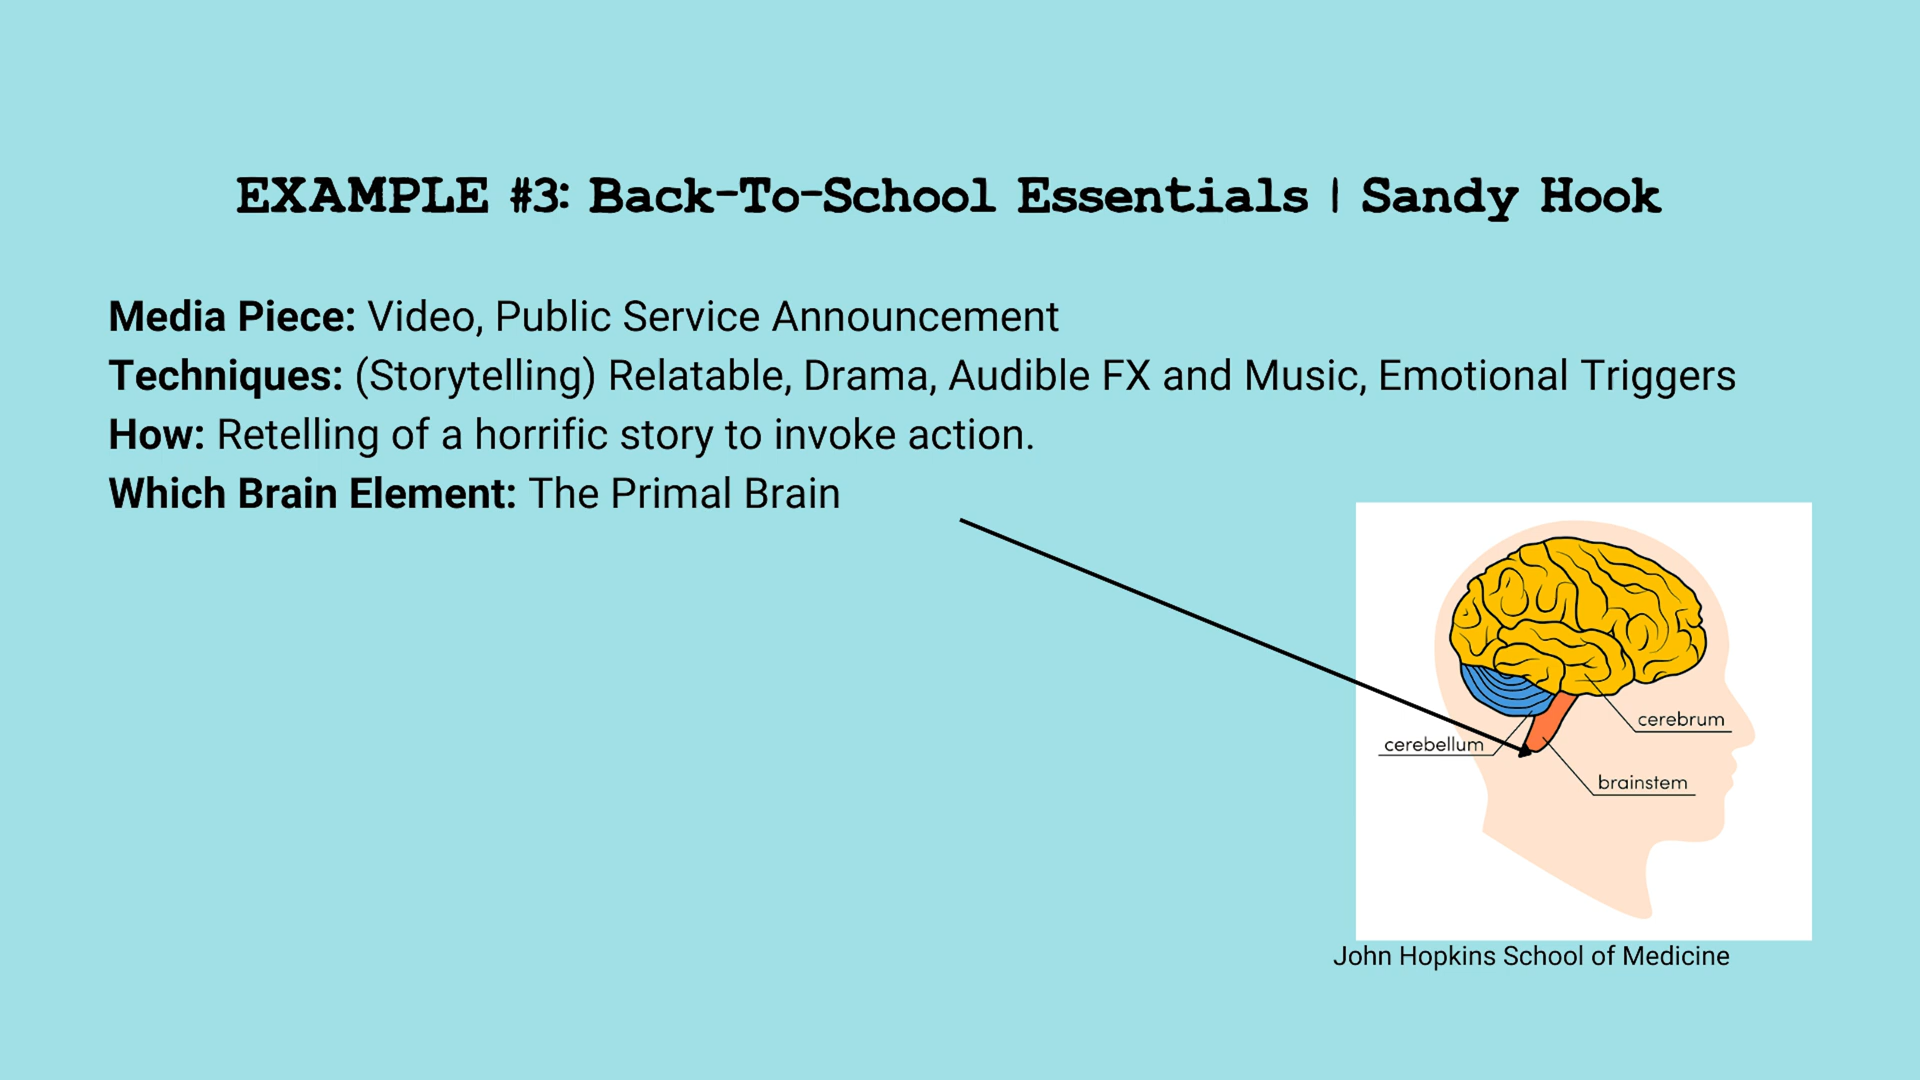 EXAMPLE #3: Back-To-School Essentials | Sandy Hook
Media Piece: Video, Public Service Announcement
Techniques: (Storytelling) Relatable, Drama, Audible FX and Music, Emotional Triggers
How: Retelling of a horrific story to invoke action.
Which Brain Element: The Primal Brain
cerebrum
cerebellum
brainstem
John Hopkins School of Medicine